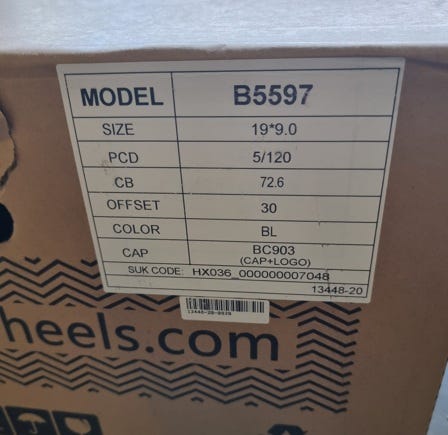 MODEL B5597
SIZE 19*9.0
PCD 5/120
CB 72.6
OFFSET 30
COLOR BL
CAP BC903
(CAP+LOGO)
SUK CODE: HX036_000000007048
13448-20
heels.com